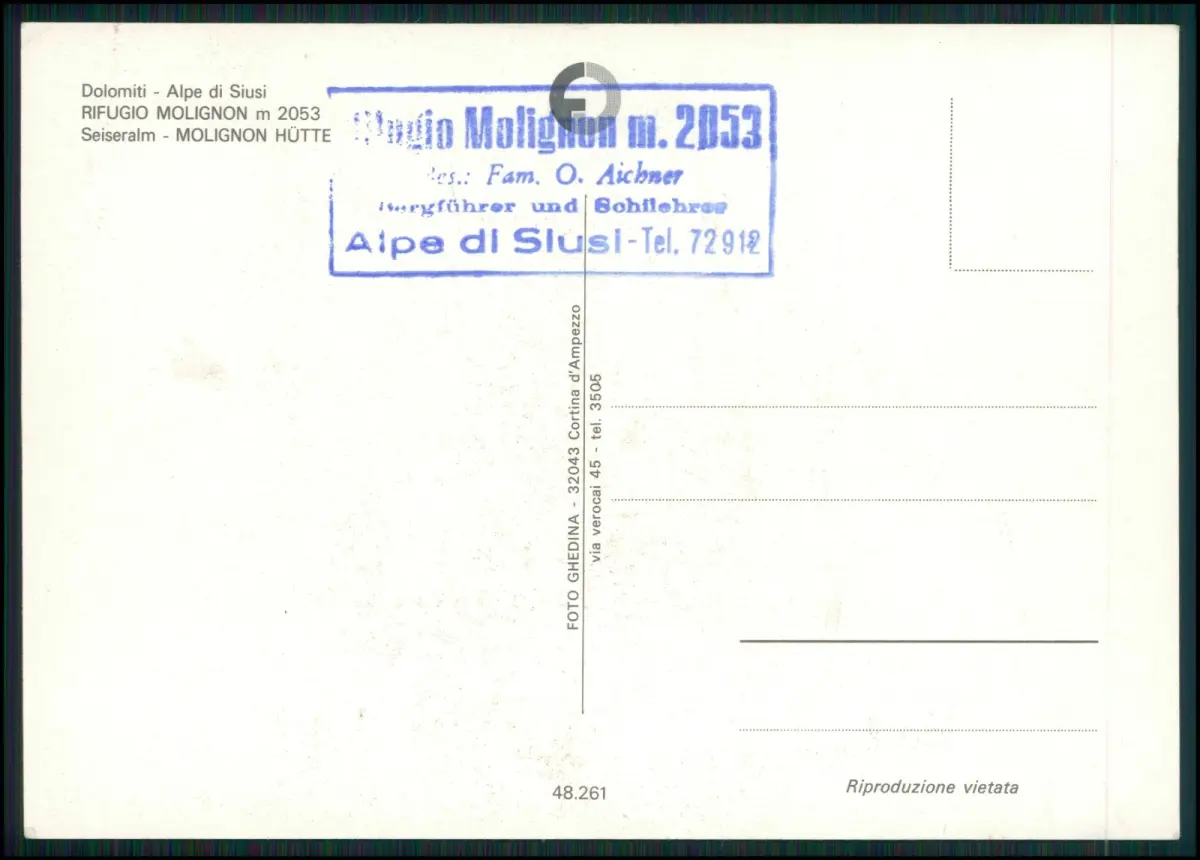 Dolomiti - Alpe di Siusi
RIFUGIO MOLIGNON m 2053
Seiseralm - MOLIGNON HÜTTE
Molignon m. 2053
Fam. O. Aichner
und
Alpe di Siusi - Tel. 72912
FOTO GHEDINA - 32043 Cortina d'Ampezzo
via verocai 45 - tel. 3505
48.261
Riproduzione vietata